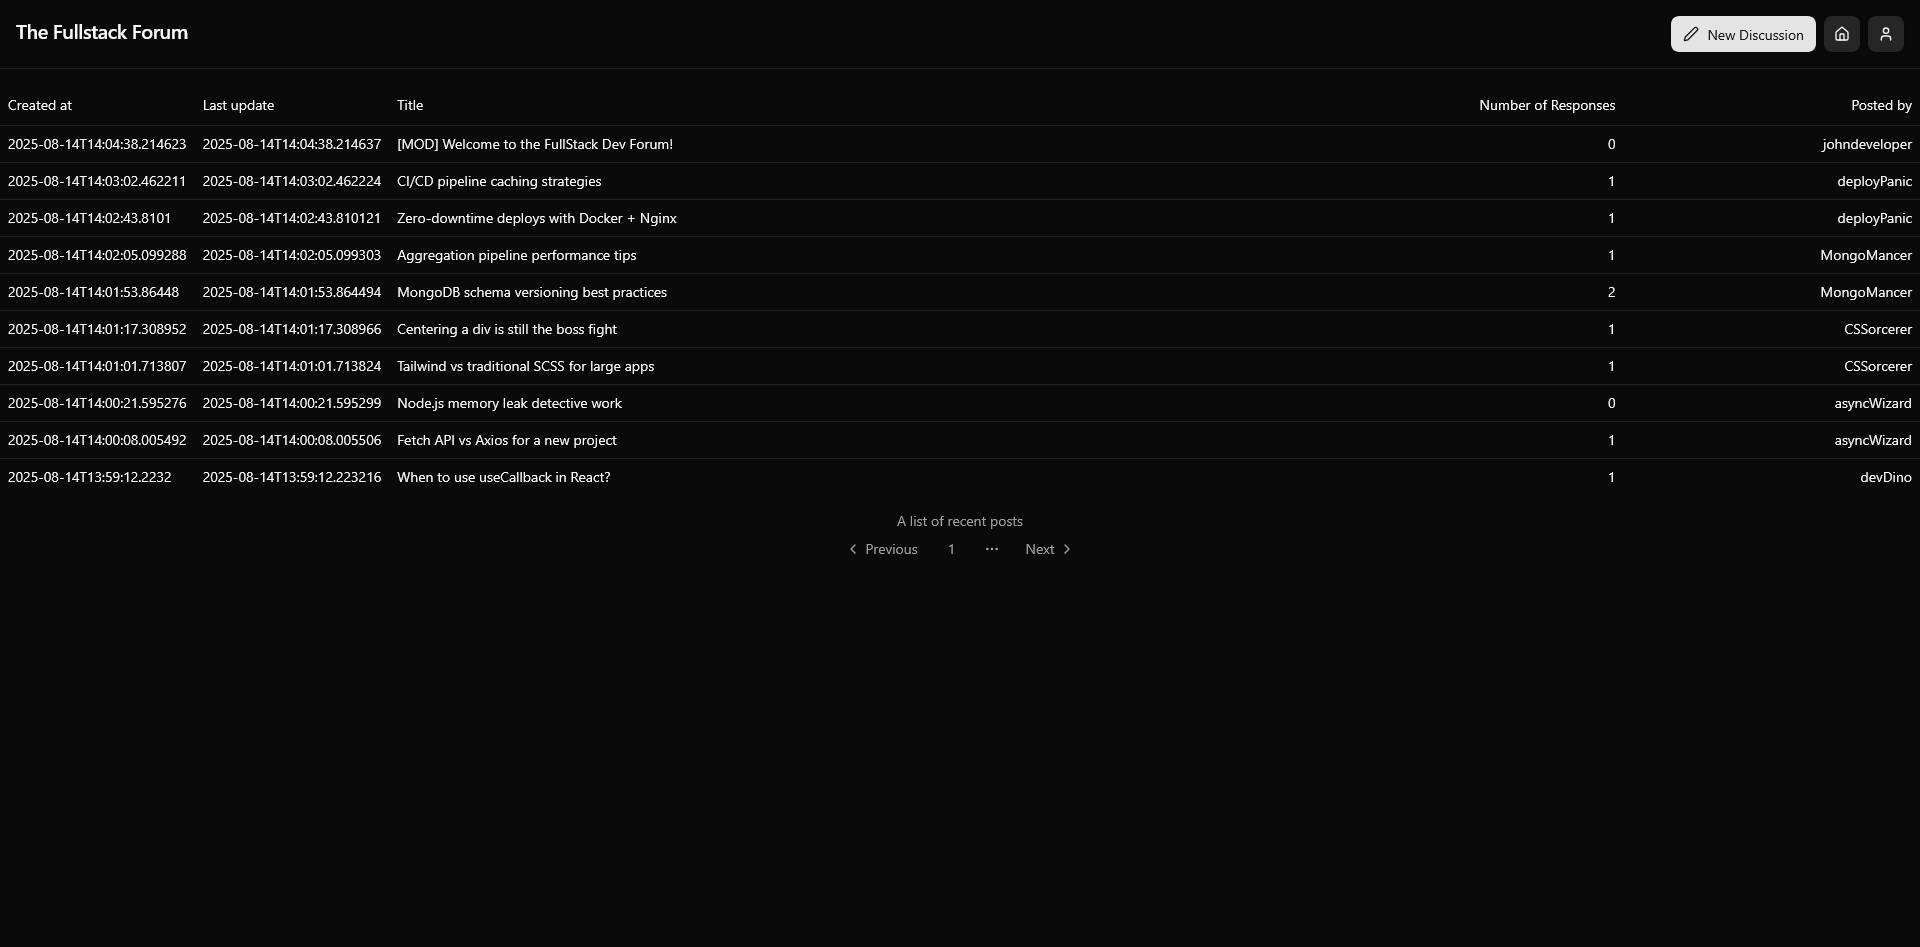 The Fullstack Forum
New Discussion
Created at Last update Title Number of Responses Posted by
2025-08-14T14:04:38.214623 2025-08-14T14:04:38.214637 [MOD] Welcome to the FullStack Dev Forum! 0 johndeveloper
2025-08-14T14:03:02.462211 2025-08-14T14:03:02.462224 CI/CD pipeline caching strategies 1 deployPanic
2025-08-14T14:02:43.8101 2025-08-14T14:02:43.810121 Zero-downtime deploys with Docker + Nginx 1 deployPanic
2025-08-14T14:02:05.099288 2025-08-14T14:02:05.099303 Aggregation pipeline performance tips 1 MongoMancer
2025-08-14T14:01:53.86448 2025-08-14T14:01:53.864494 MongoDB schema versioning best practices 2 MongoMancer
2025-08-14T14:01:17.308952 2025-08-14T14:01:17.308966 Centering a div is still the boss fight 1 CSSorcerer
2025-08-14T14:01:01.713807 2025-08-14T14:01:01.713824 Tailwind vs traditional SCSS for large apps 1 CSSorcerer
2025-08-14T14:00:21.595276 2025-08-14T14:00:21.595299 Node.js memory leak detective work 0 asyncWizard
2025-08-14T14:00:08.005492 2025-08-14T14:00:08.005506 Fetch API vs Axios for a new project 1 asyncWizard
2025-08-14T13:59:12.2232 2025-08-14T13:59:12.223216 When to use useCallback in React? 1 devDino
A list of recent posts
Previous 1 ... Next